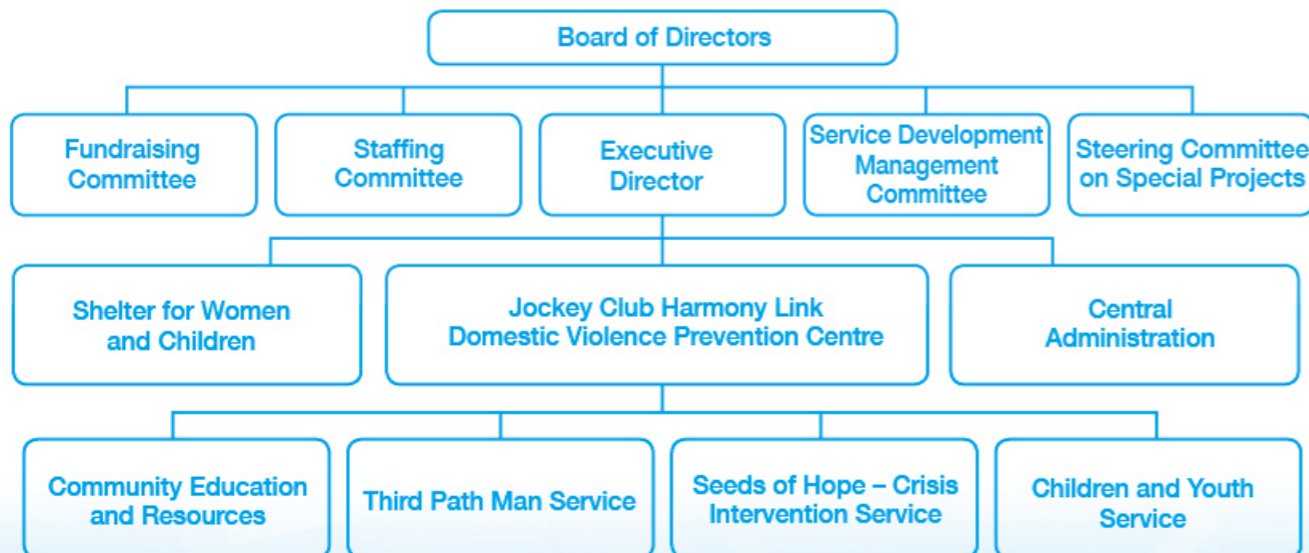 Board of Directors
Fundraising
Committee
Staffing
Committee
Executive
Director
Service Development
Management
Committee
Steering Committee
on Special Projects
Shelter for Women
and Children
Jockey Club Harmony Link
Domestic Violence Prevention Centre
Central
Administration
Community Education
and Resources
Third Path Man Service
Seeds of Hope – Crisis
Intervention Service
Children and Youth
Service